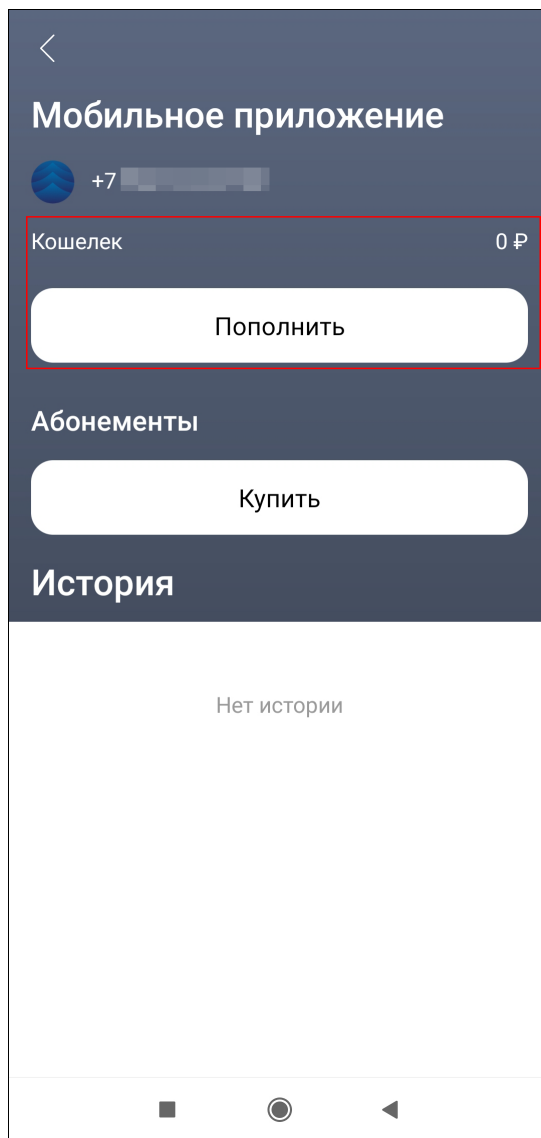 Мобильное приложение
+7
Кошелек 0 ₽
Пополнить
Абонементы
Купить
История
Нет истории